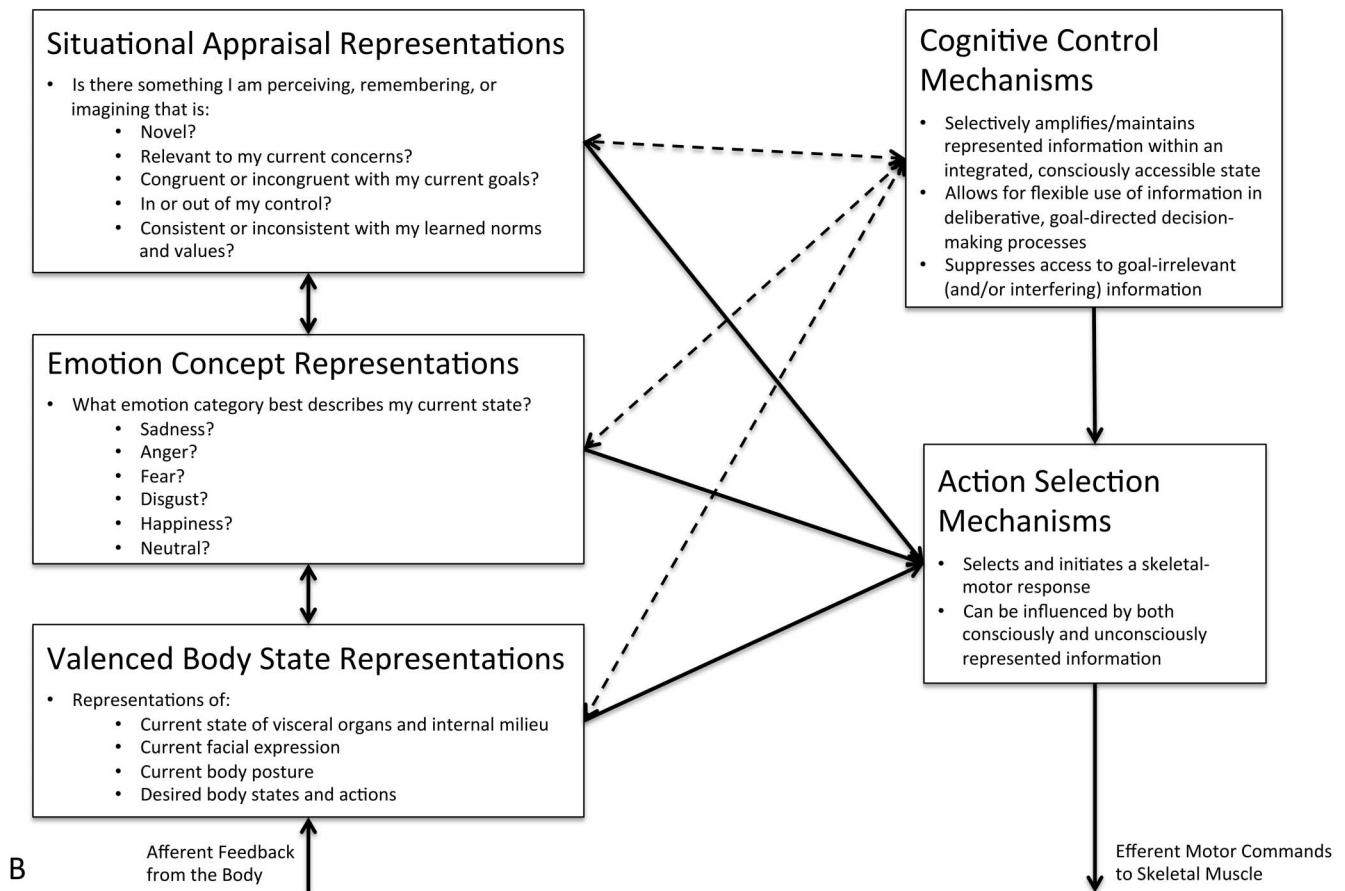 Situational Appraisal Representations
• Is there something I am perceiving, remembering, or
imagining that is:
• Novel?
• Relevant to my current concerns?
• Congruent or incongruent with my current goals?
• In or out of my control?
• Consistent or inconsistent with my learned norms
and values?
Emotion Concept Representations
• What emotion category best describes my current state?
• Sadness?
• Anger?
• Fear?
• Disgust?
• Happiness?
• Neutral?
Valenced Body State Representations
• Representations of:
• Current state of visceral organs and internal milieu
• Current facial expression
• Current body posture
• Desired body states and actions
Afferent Feedback
from the Body
B
Cognitive Control
Mechanisms
• Selectively amplifies/maintains
represented information within an
integrated, consciously accessible state
• Allows for flexible use of information in
deliberative, goal-directed decision-
making processes
• Suppresses access to goal-irrelevant
(and/or interfering) information
Action Selection
Mechanisms
• Selects and initiates a skeletal-
motor response
• Can be influenced by both
consciously and unconsciously
represented information
Efferent Motor Commands
to Skeletal Muscle